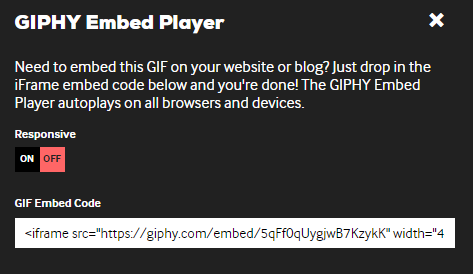 GIPHY Embed Player
Need to embed this GIF on your website or blog? Just drop in the
iFrame embed code below and you're done! The GIPHY Embed
Player autoplays on all browsers and devices.
Responsive
ON OFF
GIF Embed Code
<iframe src="https://giphy.com/embed/5qFf0qUygjwB7KzykK" width="4